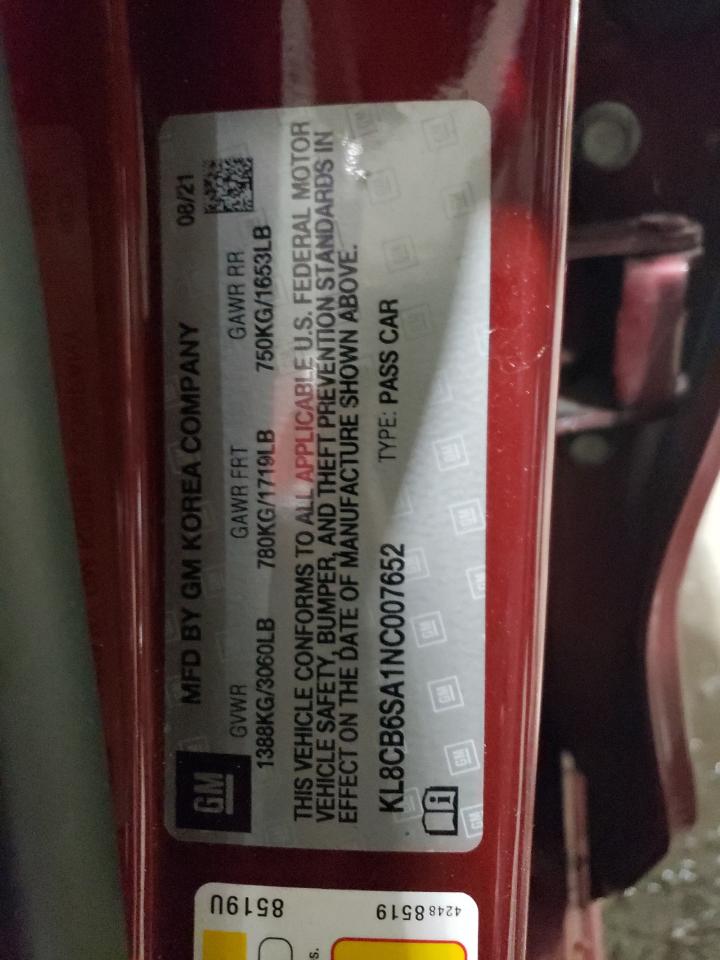 GM
MFD BY GM KOREA COMPANY 08/21
GVWR GAWR FRT GAWR RR
1388KG/3060LB 780KG/1719LB 750KG/1653LB
THIS VEHICLE CONFORMS TO ALL APPLICABLE U.S. FEDERAL MOTOR
VEHICLE SAFETY, BUMPER, AND THEFT PREVENTION STANDARDS IN
EFFECT ON THE DATE OF MANUFACTURE SHOWN ABOVE.
KL8CB6SA1NC007652 TYPE: PASS CAR
8519U
42488519
s.